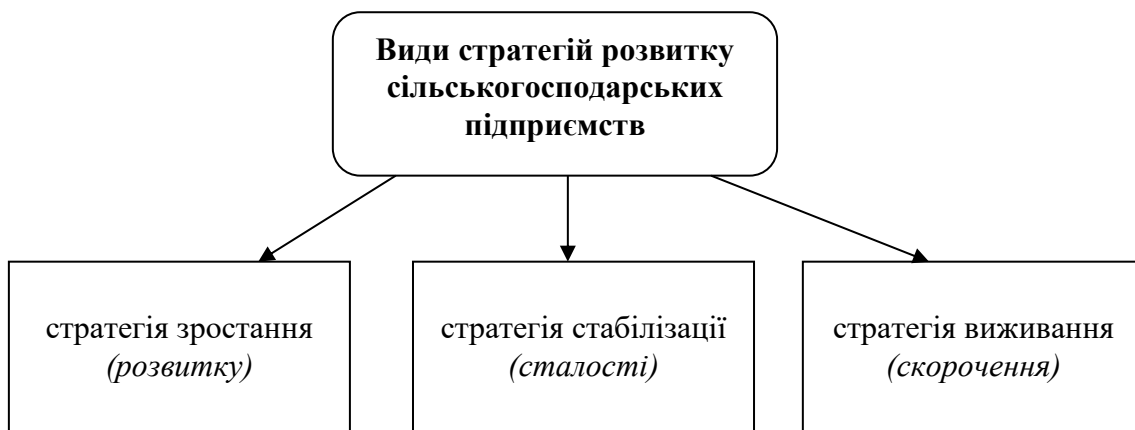 Види стратегій розвитку
сільськогосподарських
підприємств
стратегія зростання
(розвитку)
стратегія стабілізації
(сталості)
стратегія виживання
(скорочення)